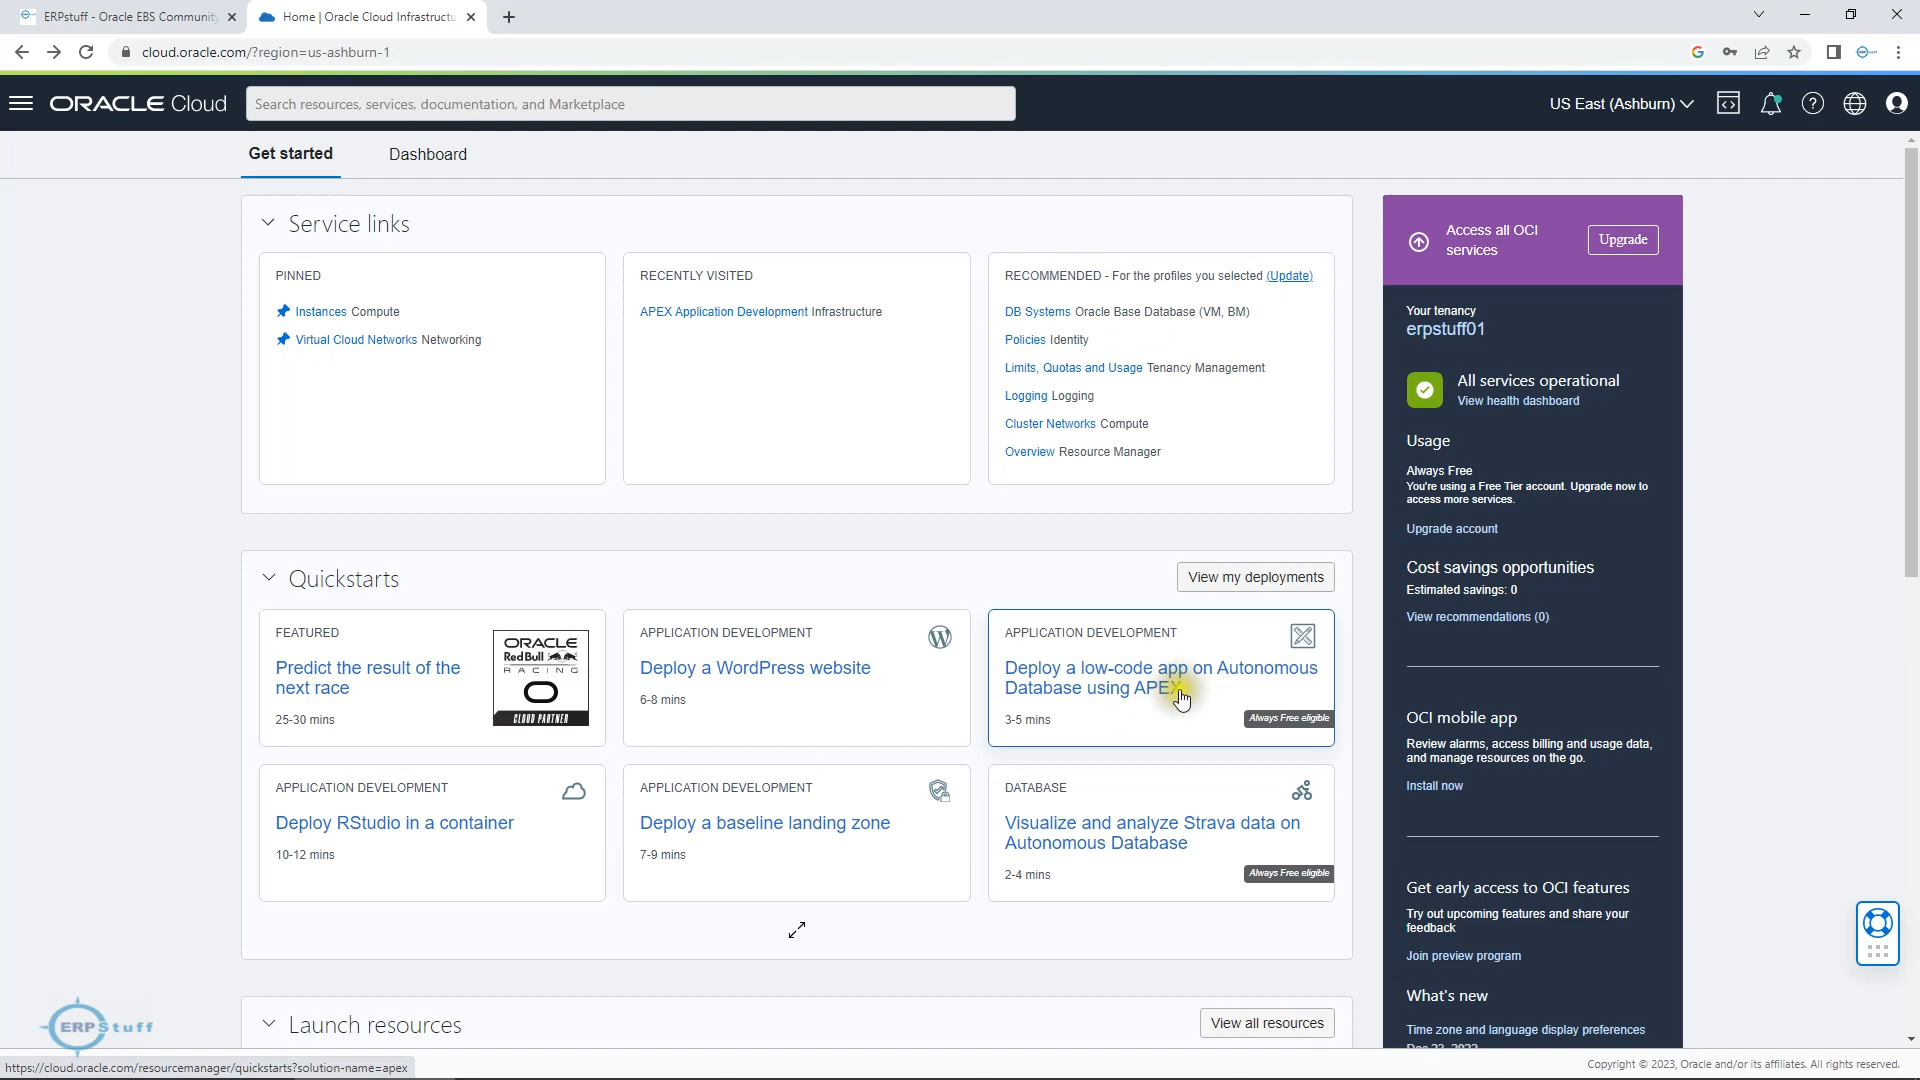 ERPstuff - Oracle EBS Community
Home | Oracle Cloud Infrastructu
cloud.oracle.com/?region=us-ashburn-1
ORACLE Cloud
Search resources, services, documentation, and Marketplace
US East (Ashburn)
Get started
Dashboard
Service links
PINNED
Instances Compute
Virtual Cloud Networks Networking
RECENTLY VISITED
APEX Application Development Infrastructure
RECOMMENDED - For the profiles you selected (Update)
DB Systems Oracle Base Database (VM, BM)
Policies Identity
Limits, Quotas and Usage Tenancy Management
Logging Logging
Cluster Networks Compute
Overview Resource Manager
Quickstarts
View my deployments
FEATURED
Predict the result of the
next race
25-30 mins
ORACLE
Red Bull
RACING
CLOUD PARTNER
APPLICATION DEVELOPMENT
Deploy a WordPress website
6-8 mins
APPLICATION DEVELOPMENT
Deploy a low-code app on Autonomous
Database using APEX
3-5 mins
Always Free eligible
APPLICATION DEVELOPMENT
Deploy RStudio in a container
10-12 mins
APPLICATION DEVELOPMENT
Deploy a baseline landing zone
7-9 mins
DATABASE
Visualize and analyze Strava data on
Autonomous Database
2-4 mins
Always Free eligible
Launch resources
View all resources
Access all OCI
services
Upgrade
Your tenancy
erpstuff01
All services operational
View health dashboard
Usage
Always Free
You're using a Free Tier account. Upgrade now to
access more services.
Upgrade account
Cost savings opportunities
Estimated savings: 0
View recommendations (0)
OCI mobile app
Review alarms, access billing and usage data,
and manage resources on the go.
Install now
Get early access to OCI features
Try out upcoming features and share your
feedback
Join preview program
What's new
Time zone and language display preferences
ERPStuff
https://cloud.oracle.com/resourcemanager/quickstarts?solution-name=apex
Copyright © 2023, Oracle and/or its affiliates. All rights reserved.